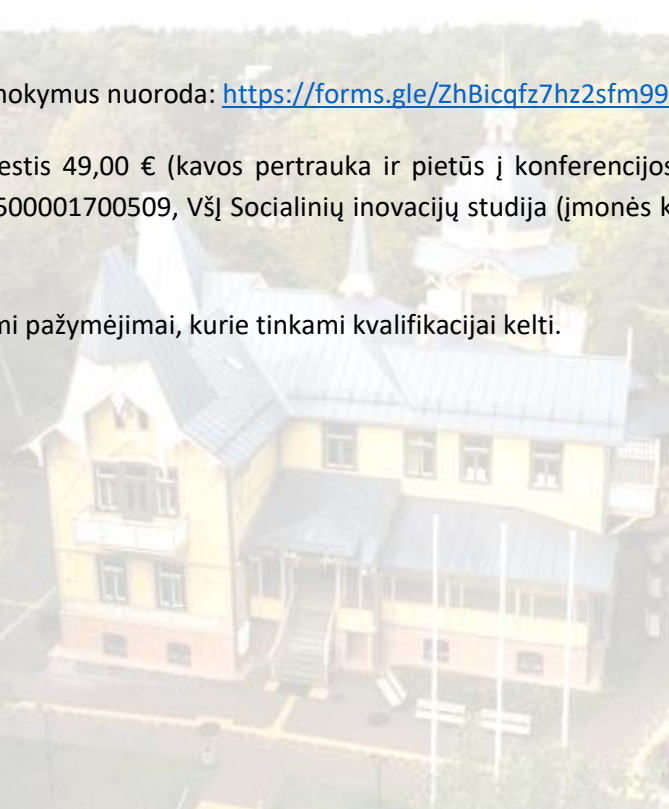 nokymus nuoroda: https://forms.gle/ZhBicqfz7hz2sfm99
estis 49,00 € (kavos pertrauka ir pietūs į konferencijos
500001700509, VšĮ Socialinių inovacijų studija (įmonės k
ni pažymėjimai, kurie tinkami kvalifikacijai kelti.